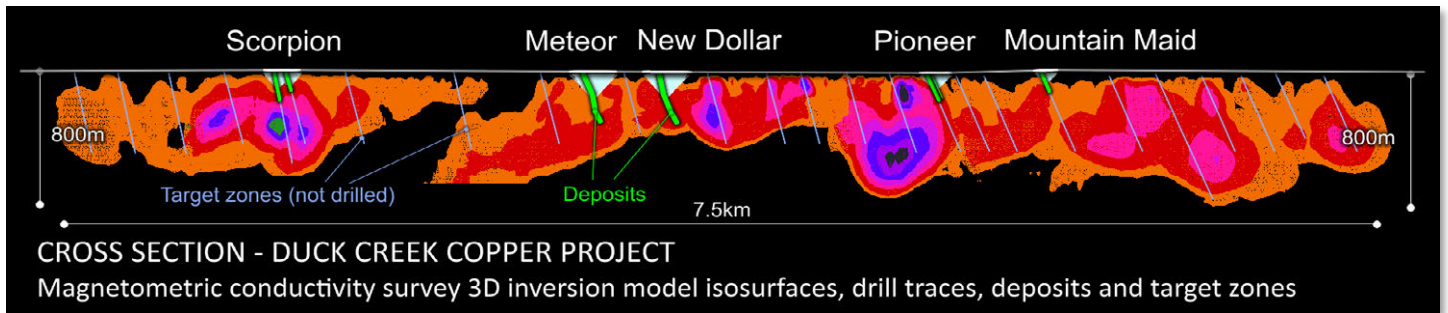 Scorpion
Meteor
New Dollar
Pioneer
Mountain Maid
800m
800m
Target zones (not drilled)
Deposits
7.5km
CROSS SECTION - DUCK CREEK COPPER PROJECT
Magnetometric conductivity survey 3D inversion model isosurfaces, drill traces, deposits and target zones